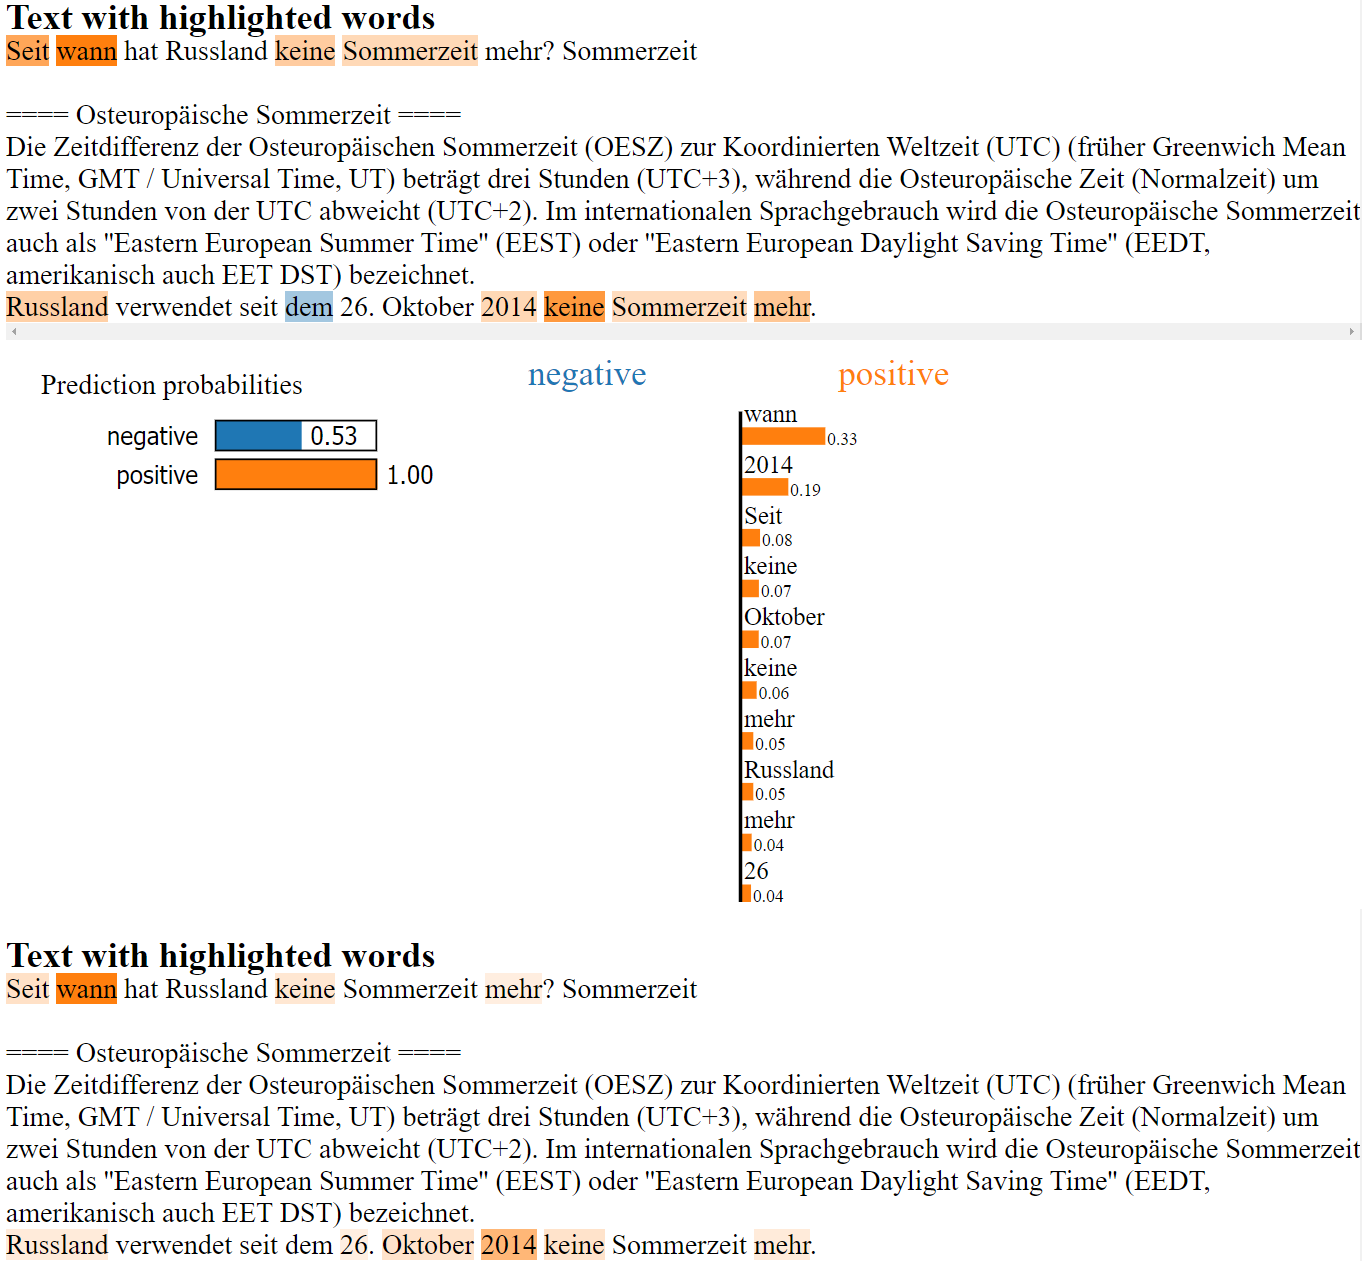 Text with highlighted words
Seit wann hat Russland keine Sommerzeit mehr? Sommerzeit
==== Osteuropäische Sommerzeit ====
Die Zeitdifferenz der Osteuropäischen Sommerzeit (OESZ) zur Koordinierten Weltzeit (UTC) (früher Greenwich Mean
Time, GMT / Universal Time, UT) beträgt drei Stunden (UTC+3), während die Osteuropäische Zeit (Normalzeit) um
zwei Stunden von der UTC abweicht (UTC+2). Im internationalen Sprachgebrauch wird die Osteuropäische Sommerzeit
auch als "Eastern European Summer Time" (EEST) oder "Eastern European Daylight Saving Time" (EEDT,
amerikanisch auch EET DST) bezeichnet.
Russland verwendet seit dem 26. Oktober 2014 keine Sommerzeit mehr.
Prediction probabilities
negative 0.53
positive 1.00
negative positive
wann
0.33
2014
0.19
Seit
0.08
keine
0.07
Oktober
0.07
keine
0.06
mehr
0.05
Russland
0.05
mehr
0.04
26
0.04
Text with highlighted words
Seit wann hat Russland keine Sommerzeit mehr? Sommerzeit
==== Osteuropäische Sommerzeit ====
Die Zeitdifferenz der Osteuropäischen Sommerzeit (OESZ) zur Koordinierten Weltzeit (UTC) (früher Greenwich Mean
Time, GMT / Universal Time, UT) beträgt drei Stunden (UTC+3), während die Osteuropäische Zeit (Normalzeit) um
zwei Stunden von der UTC abweicht (UTC+2). Im internationalen Sprachgebrauch wird die Osteuropäische Sommerzeit
auch als "Eastern European Summer Time" (EEST) oder "Eastern European Daylight Saving Time" (EEDT,
amerikanisch auch EET DST) bezeichnet.
Russland verwendet seit dem 26. Oktober 2014 keine Sommerzeit mehr.